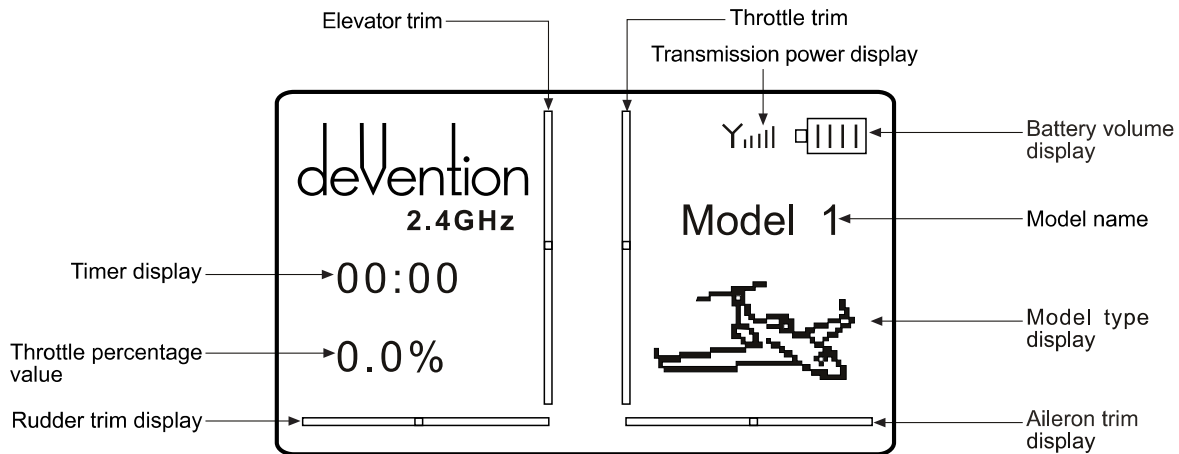 Elevator trim
Throttle trim
Transmission power display
devention
2.4GHz
Battery volume
display
Model 1
Model name
Timer display
00:00
Model type
display
Throttle percentage
value
0.0%
Rudder trim display
Aileron trim
display